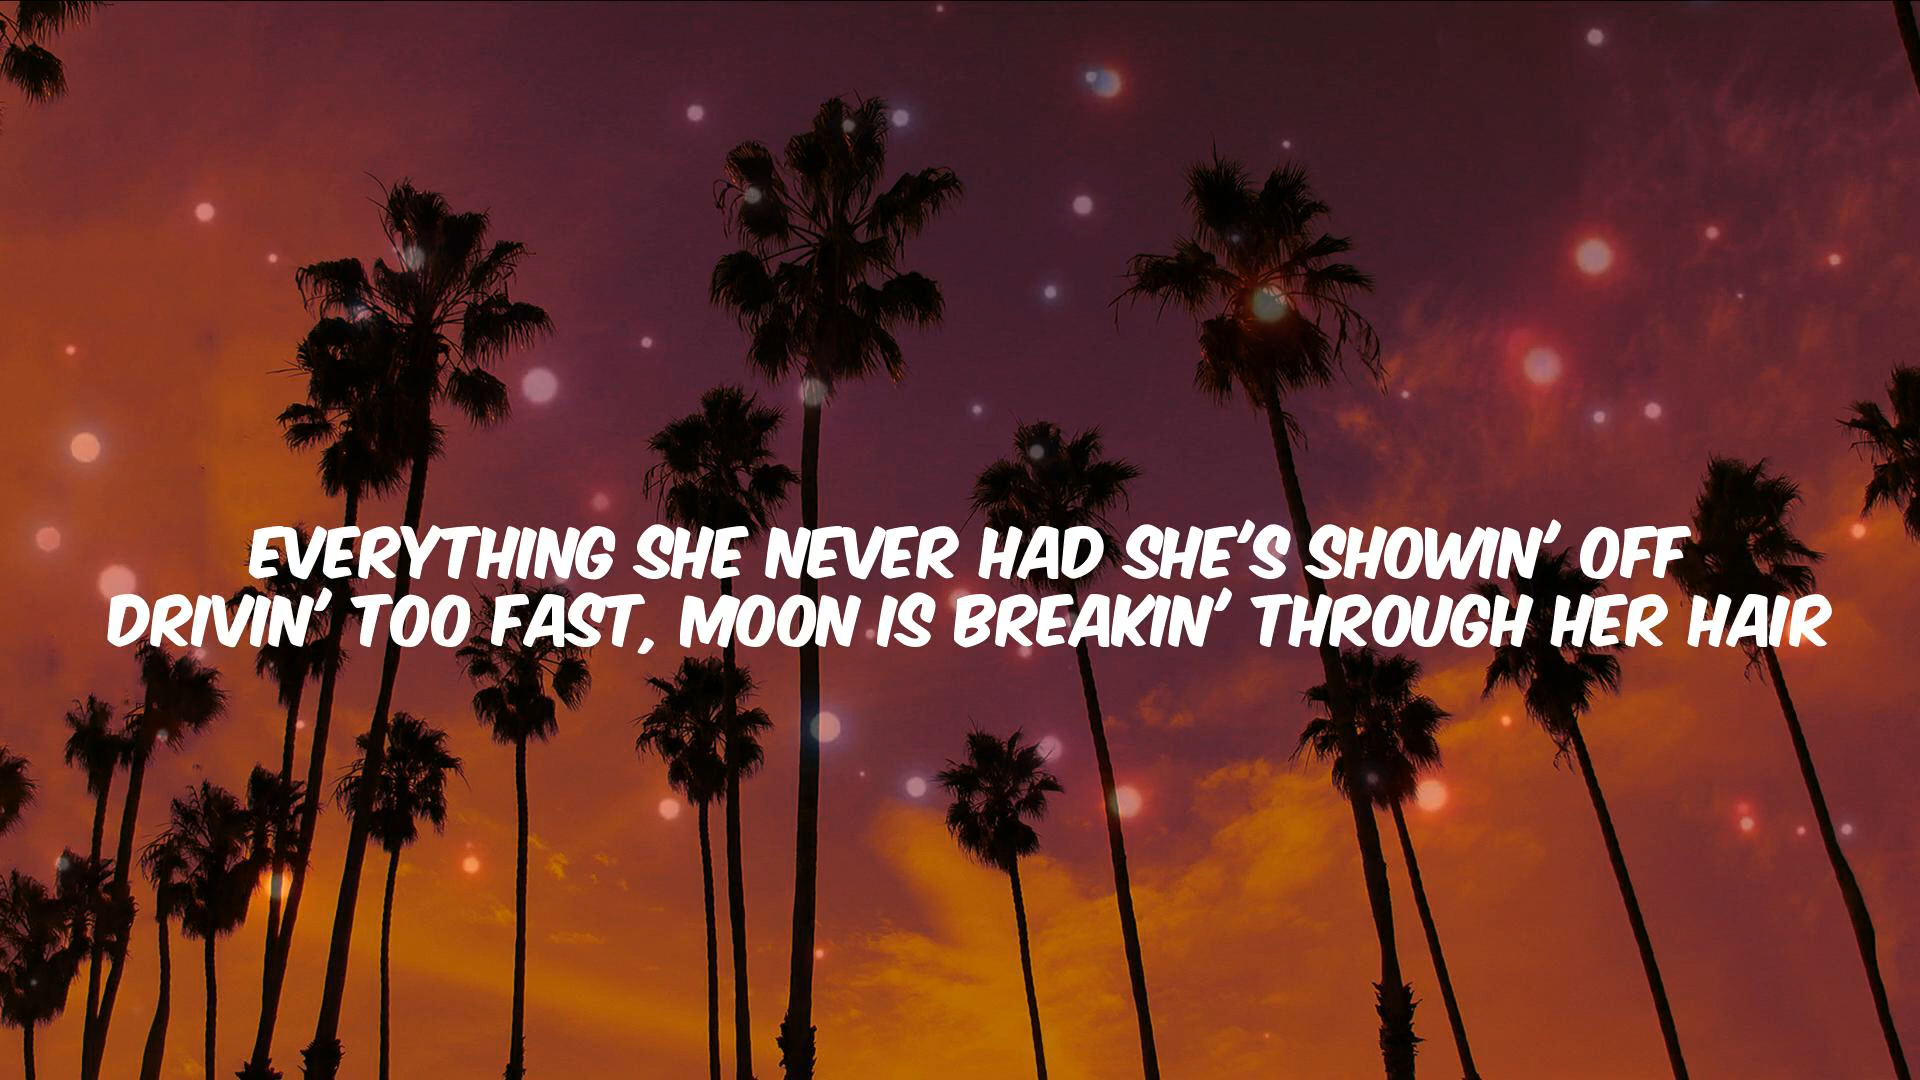 EVERYTHING SHE NEVER HAD SHE'S SHOWIN' OFF
DRIVIN' TOO FAST, MOON IS BREAKIN' THROUGH HER HAIR